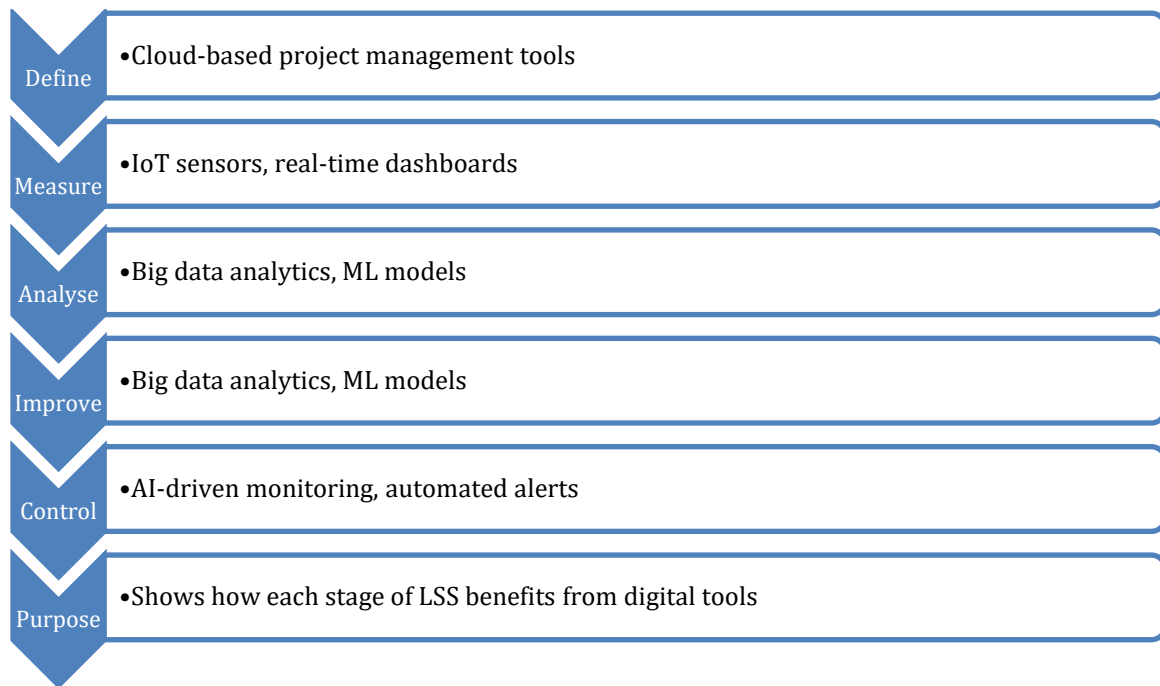 Define
•Cloud-based project management tools
Measure
•IoT sensors, real-time dashboards
Analyse
•Big data analytics, ML models
Improve
•Big data analytics, ML models
Control
•AI-driven monitoring, automated alerts
Purpose
•Shows how each stage of LSS benefits from digital tools